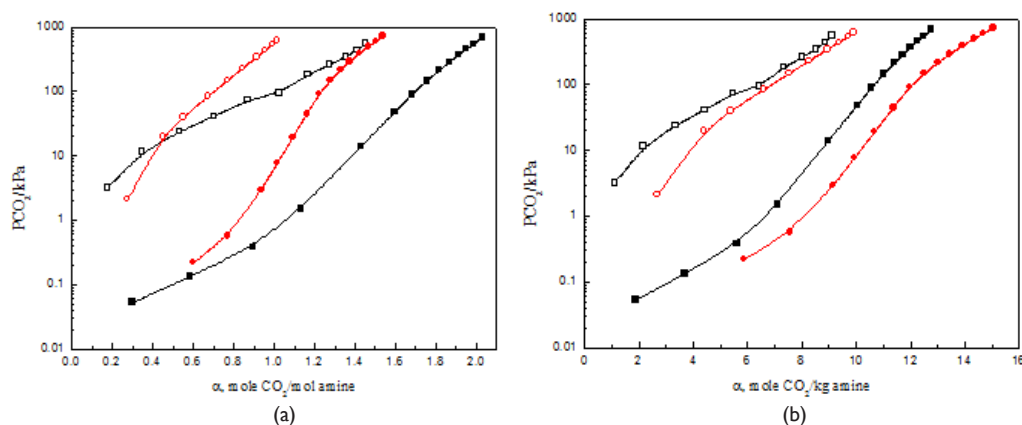 1000
100
10
1
0.1
0.01
PCO2/kPa
0.0 0.2 0.4 0.6 0.8 1.0 1.2 1.4 1.6 1.8 2.0
α, mole CO2/mol amine
(a)
1000
100
10
1
0.1
0.01
PCO2/kPa
0 2 4 6 8 10 12 14 16
α, mole CO2/kg amine
(b)